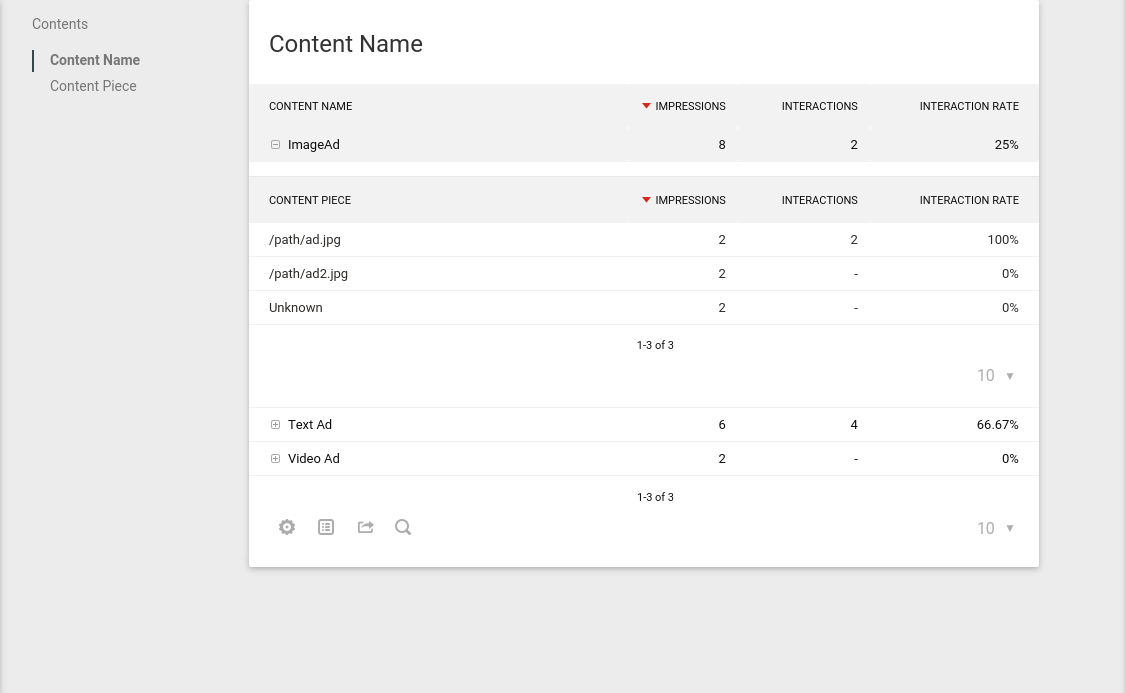 Contents
Content Name
Content Piece
Content Name
CONTENT NAME IMPRESSIONS INTERACTIONS INTERACTION RATE
ImageAd 8 2 25%
CONTENT PIECE IMPRESSIONS INTERACTIONS INTERACTION RATE
/path/ad.jpg 2 2 100%
/path/ad2.jpg 2 - 0%
Unknown 2 - 0%
1-3 of 3
10
Text Ad 6 4 66.67%
Video Ad 2 - 0%
1-3 of 3
10